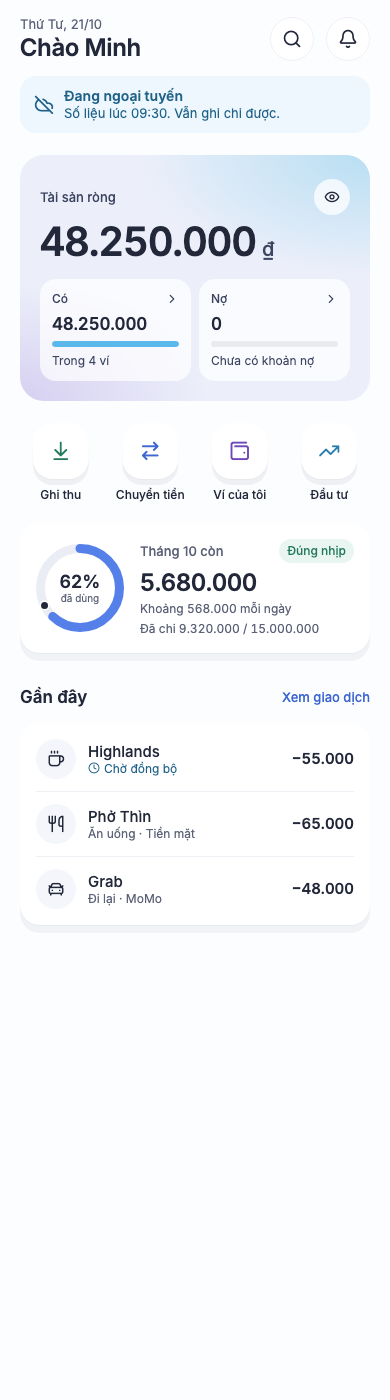 Thứ Tư, 21/10
Chào Minh
Đang ngoại tuyến
Số liệu lúc 09:30. Vẫn ghi chi được.
Tài sản ròng
48.250.000 ₫
Có
48.250.000
Trong 4 ví
Nợ
0
Chưa có khoản nợ
Ghi thu
Chuyển tiền
Ví của tôi
Đầu tư
62%
đã dùng
Tháng 10 còn
Đúng nhịp
5.680.000
Khoảng 568.000 mỗi ngày
Đã chi 9.320.000 / 15.000.000
Gần đây
Xem giao dịch
Highlands
Chờ đồng bộ
−55.000
Phở Thìn
Ăn uống · Tiền mặt
−65.000
Grab
Đi lại · MoMo
−48.000